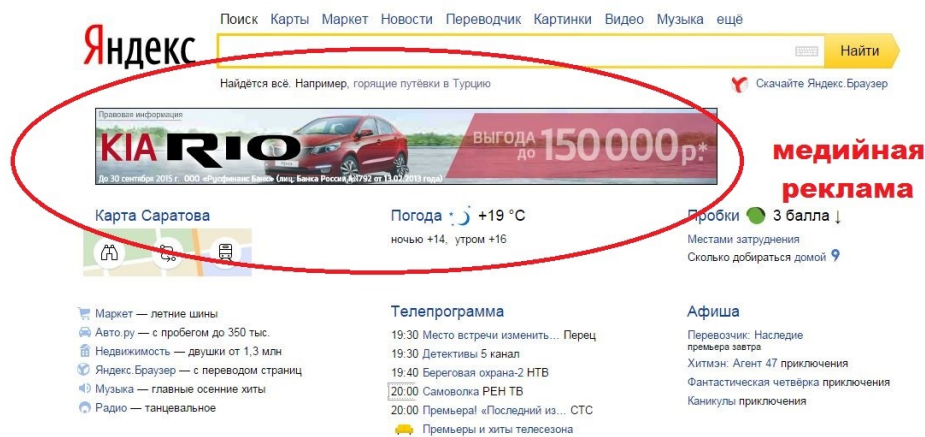 Поиск Карты Маркет Новости Переводчик Картинки Видео Музыка ещё
Яндекс
Найти
Найдётся всё. Например, горящие путёвки в Турцию
Скачайте Яндекс.Браузер
Правовая информация
KIA RIO
ВЫГОДА ДО 150 000 р.*
До 30 сентября 2015 г. ООО «Русфинанс Банк» (лиц. Банка России №1792 от 13.02.2013 года)
медийная
реклама
Карта Саратова
Погода +19 °C
Пробки 3 балла ↓
ночью +14, утром +16
Местами затруднения
Сколько добираться домой
Маркет — летние шины
Авто.ру — с пробегом до 350 тыс.
Недвижимость — двушки от 1,3 млн
Яндекс.Браузер — с переводом страниц
Музыка — главные осенние хиты
Радио — танцевальное
Телепрограмма
19:30 Место встречи изменить... Перец
19:30 Детективы 5 канал
19:40 Береговая охрана-2 НТВ
20:00 Самоволка РЕН ТВ
20:00 Премьера! «Последний из... СТС
Премьеры и хиты телесезона
Афиша
Перевозчик: Наследие
премьера завтра
Хитмэн: Агент 47 приключения
Фантастическая четвёрка приключения
Каникулы приключения